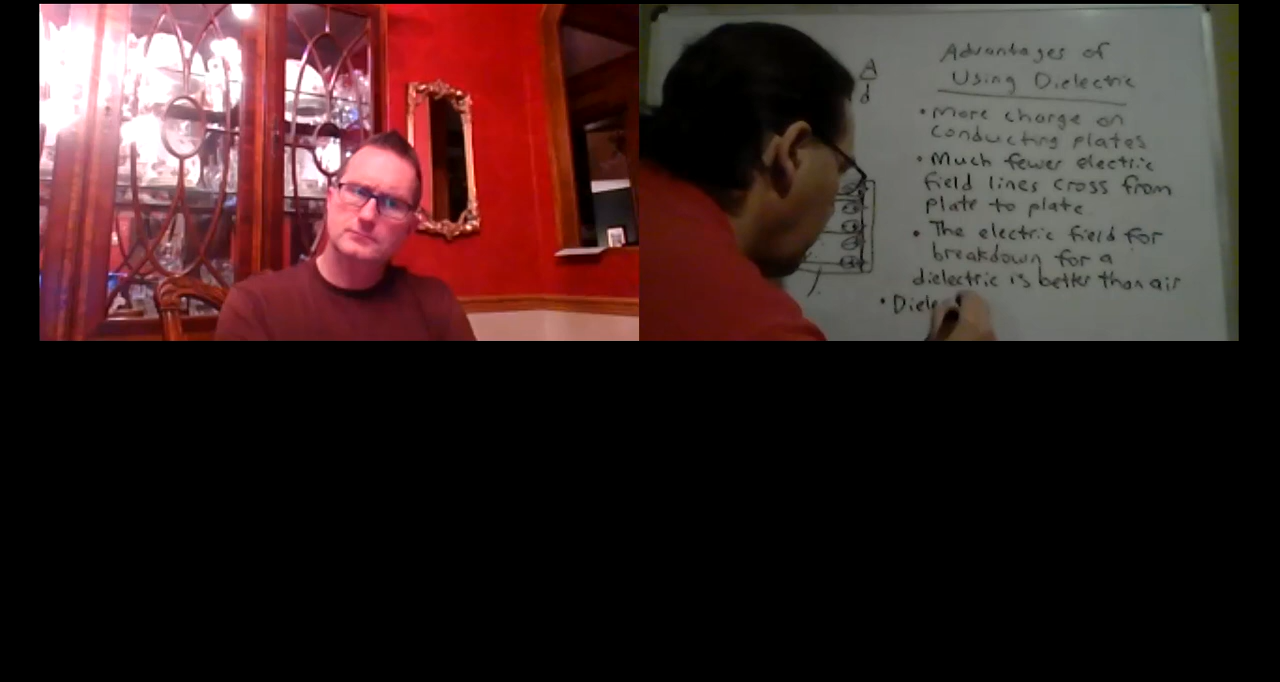 A
d
Advantages of
Using Dielectric
• More charge on
conducting plates
• Much fewer electric
field lines cross from
plate to plate
• The electric field for
breakdown for a
dielectric is better than air
• Diele